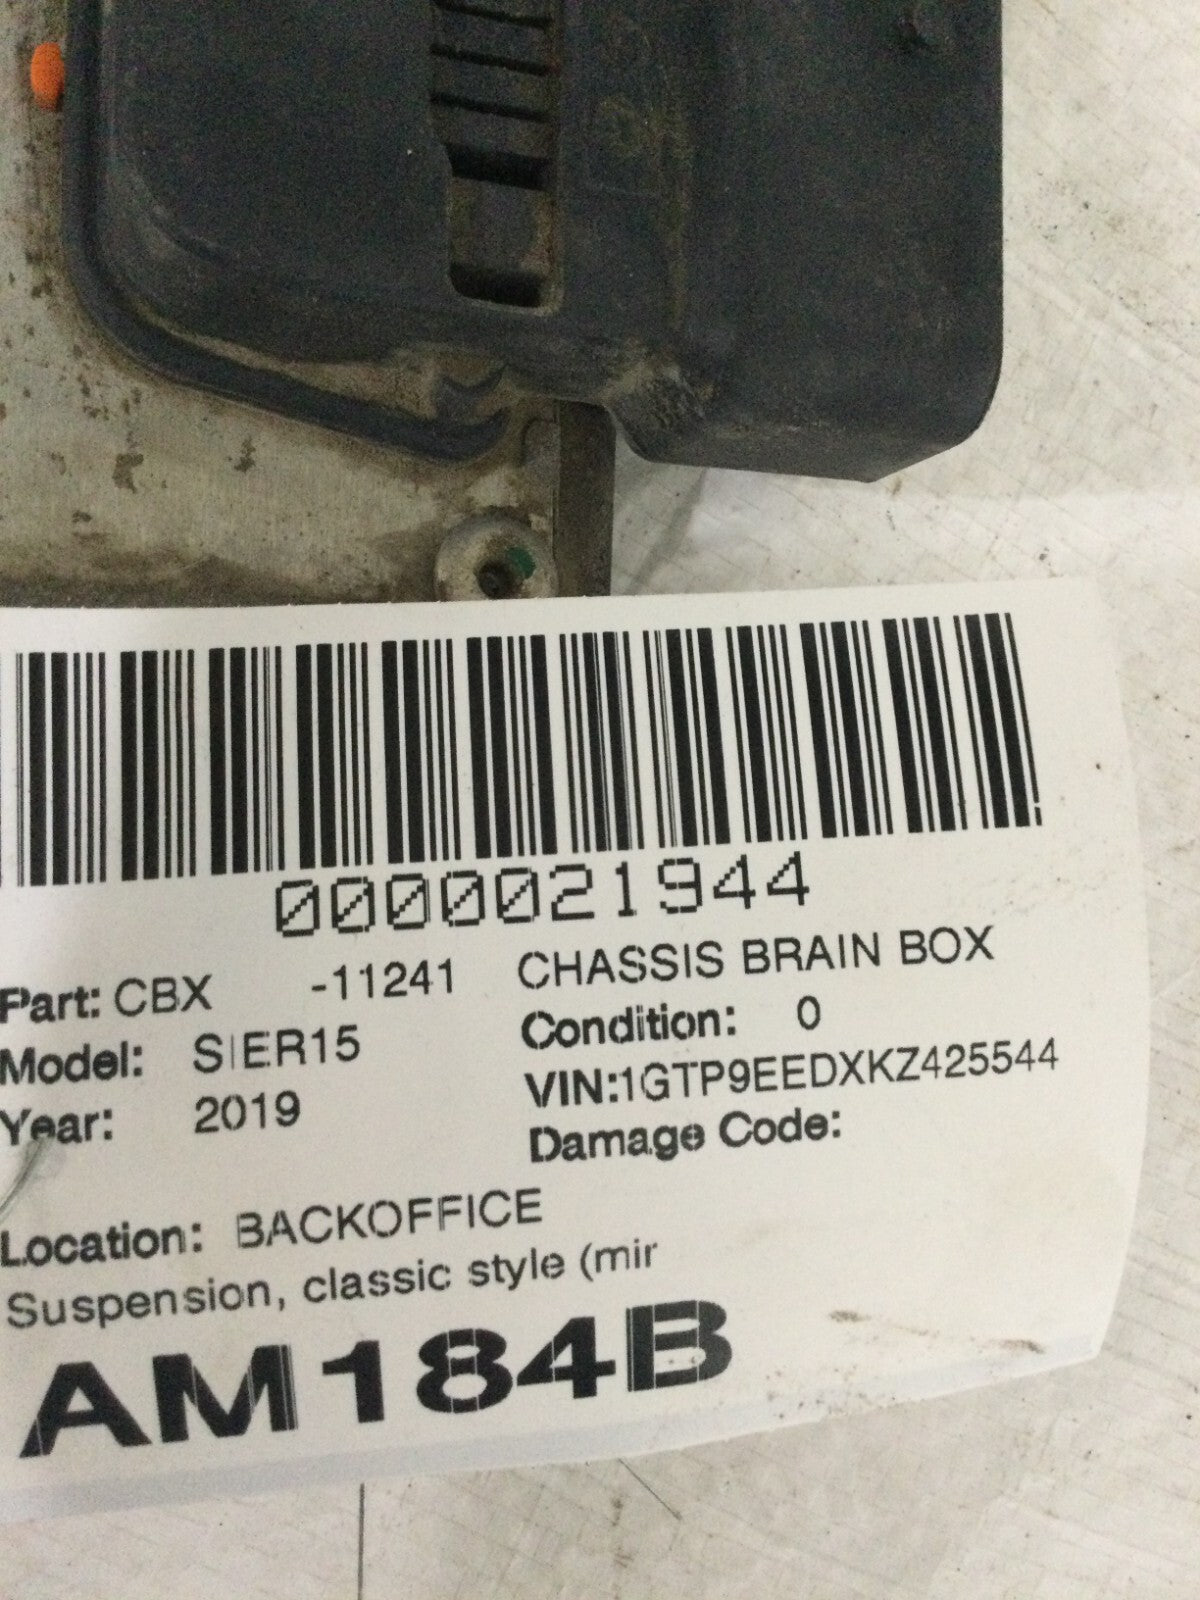 0000021944
Part: CBX -11241 CHASSIS BRAIN BOX
Model: SIER15 Condition: 0
Year: 2019 VIN:1GTP9EEDXKZ425544
Damage Code:
Location: BACKOFFICE
Suspension, classic style (mir
AM184B